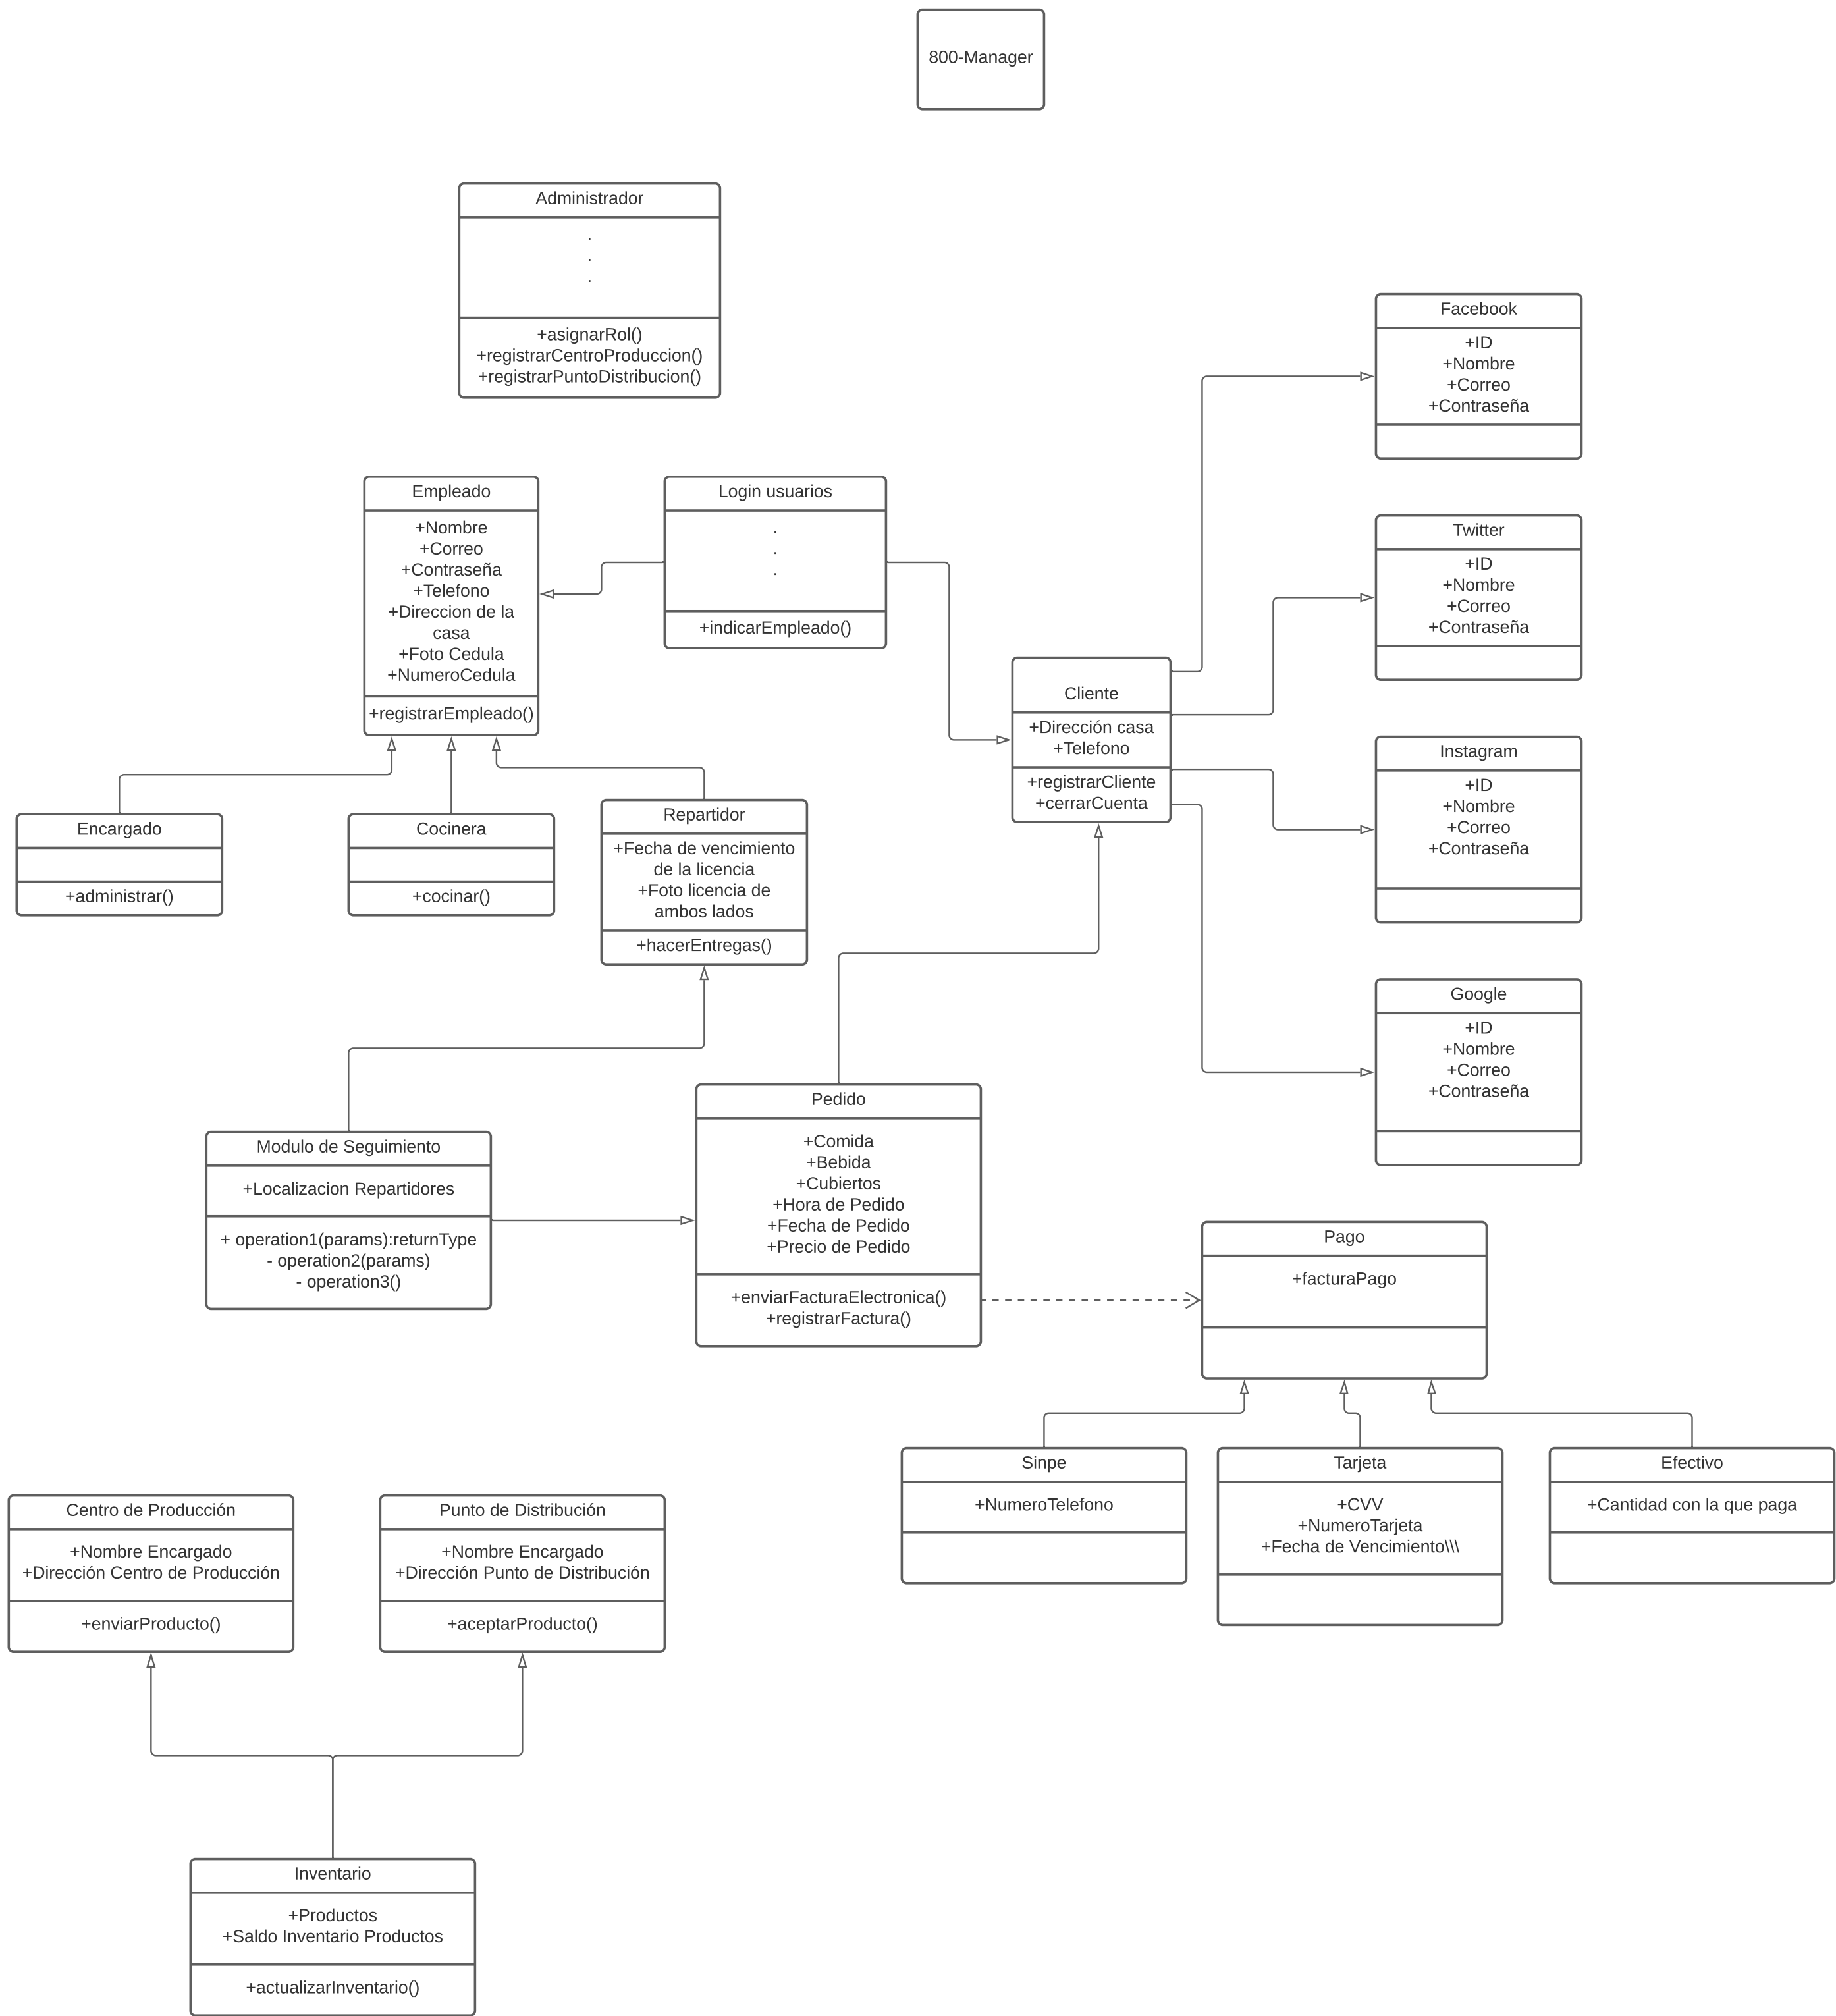 800-Manager
Administrador
.
.
.
+asignarRol()
+registrarCentroProduccion()
+registrarPuntoDistribucion()
Facebook
+ID
+Nombre
+Correo
+Contraseña
Empleado
+Nombre
+Correo
+Contraseña
+Telefono
+Direccion de la
casa
+Foto Cedula
+NumeroCedula
+registrarEmpleado()
Login usuarios
.
.
.
+indicarEmpleado()
Twitter
+ID
+Nombre
+Correo
+Contraseña
Cliente
+Dirección casa
+Telefono
+registrarCliente
+cerrarCuenta
Instagram
+ID
+Nombre
+Correo
+Contraseña
Encargado
+administrar()
Cocinera
+cocinar()
Repartidor
+Fecha de vencimiento
de la licencia
+Foto licencia de
ambos lados
+hacerEntregas()
Google
+ID
+Nombre
+Correo
+Contraseña
Modulo de Seguimiento
+Localizacion Repartidores
+ operation1(params):returnType
- operation2(params)
- operation3()
Pedido
+Comida
+Bebida
+Cubiertos
+Hora de Pedido
+Fecha de Pedido
+Precio de Pedido
+enviarFacturaElectronica()
+registrarFactura()
Pago
+facturaPago
Sinpe
+NumeroTelefono
Tarjeta
+CVV
+NumeroTarjeta
+Fecha de Vencimiento\\\
Efectivo
+Cantidad con la que paga
Centro de Producción
+Nombre Encargado
+Dirección Centro de Producción
+enviarProducto()
Punto de Distribución
+Nombre Encargado
+Dirección Punto de Distribución
+aceptarProducto()
Inventario
+Productos
+Saldo Inventario Productos
+actualizarInventario()